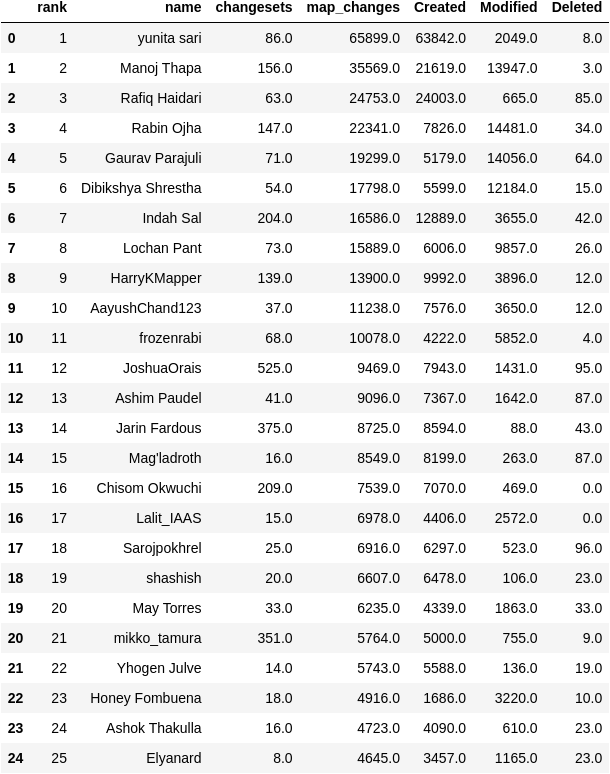 rank name changesets map_changes Created Modified Deleted
0 1 yunita sari 86.0 65899.0 63842.0 2049.0 8.0
1 2 Manoj Thapa 156.0 35569.0 21619.0 13947.0 3.0
2 3 Rafiq Haidari 63.0 24753.0 24003.0 665.0 85.0
3 4 Rabin Ojha 147.0 22341.0 7826.0 14481.0 34.0
4 5 Gaurav Parajuli 71.0 19299.0 5179.0 14056.0 64.0
5 6 Dibikshya Shrestha 54.0 17798.0 5599.0 12184.0 15.0
6 7 Indah Sal 204.0 16586.0 12889.0 3655.0 42.0
7 8 Lochan Pant 73.0 15889.0 6006.0 9857.0 26.0
8 9 HarryKMapper 139.0 13900.0 9992.0 3896.0 12.0
9 10 AayushChand123 37.0 11238.0 7576.0 3650.0 12.0
10 11 frozenrabi 68.0 10078.0 4222.0 5852.0 4.0
11 12 JoshuaOrais 525.0 9469.0 7943.0 1431.0 95.0
12 13 Ashim Paudel 41.0 9096.0 7367.0 1642.0 87.0
13 14 Jarin Fardous 375.0 8725.0 8594.0 88.0 43.0
14 15 Mag'ladroth 16.0 8549.0 8199.0 263.0 87.0
15 16 Chisom Okwuchi 209.0 7539.0 7070.0 469.0 0.0
16 17 Lalit_IAAS 15.0 6978.0 4406.0 2572.0 0.0
17 18 Sarojpokhrel 25.0 6916.0 6297.0 523.0 96.0
18 19 shashish 20.0 6607.0 6478.0 106.0 23.0
19 20 May Torres 33.0 6235.0 4339.0 1863.0 33.0
20 21 mikko_tamura 351.0 5764.0 5000.0 755.0 9.0
21 22 Yhogen Julve 14.0 5743.0 5588.0 136.0 19.0
22 23 Honey Fombuena 18.0 4916.0 1686.0 3220.0 10.0
23 24 Ashok Thakulla 16.0 4723.0 4090.0 610.0 23.0
24 25 Elyanard 8.0 4645.0 3457.0 1165.0 23.0